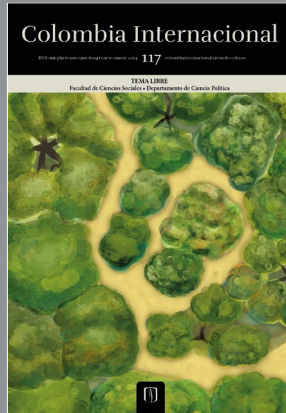 Colombia Internacional
117
TEMA LIBRE
Facultad de Ciencias Sociales • Departamento de Ciencia Política